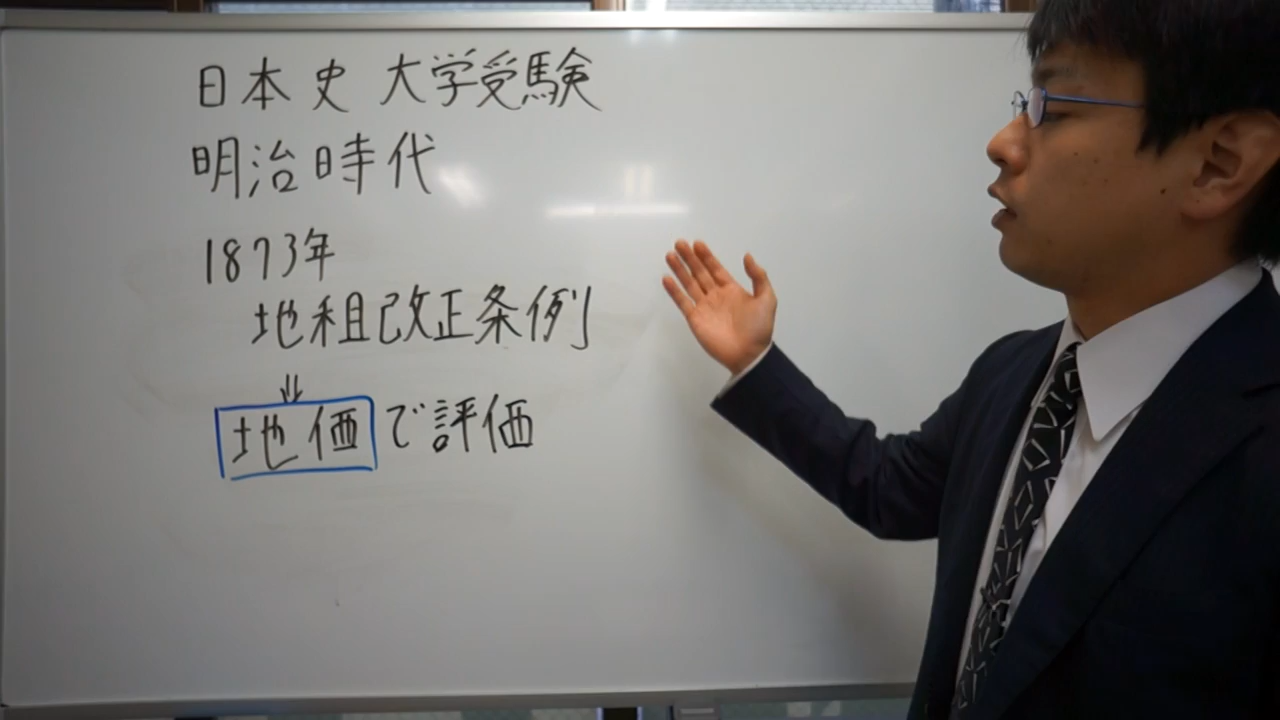 日本史 大学受験
明治時代
1873年
地租改正条例
⇓
地価で評価